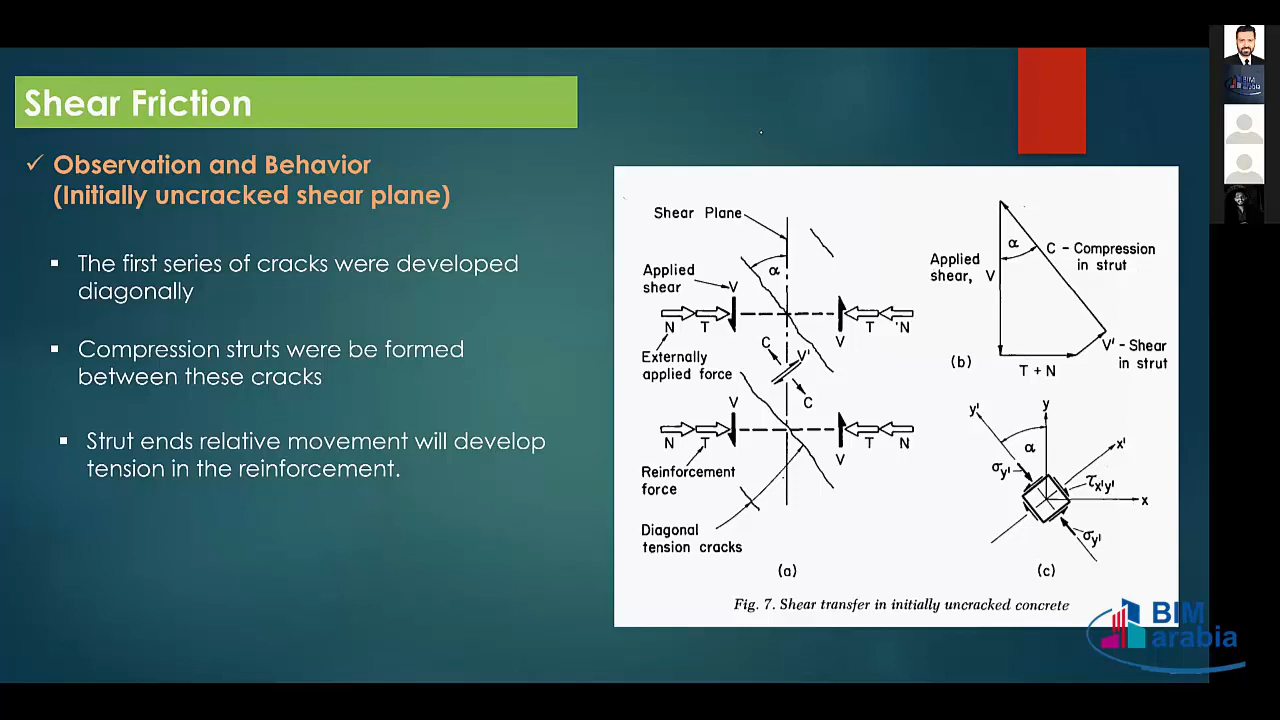 Shear Friction
✓ Observation and Behavior
(Initially uncracked shear plane)
▪ The first series of cracks were developed
diagonally
▪ Compression struts were be formed
between these cracks
▪ Strut ends relative movement will develop
tension in the reinforcement.
Shear Plane
α
Applied
shear
V
N
T
V
T
'N
Externally
applied force
C
V'
C
V
N
T
V
T
N
Reinforcement
force
Diagonal
tension cracks
(a)
α
C - Compression
in strut
Applied
shear, V
V' - Shear
in strut
T + N
(b)
y'
y
α
x'
σy'
τx'y'
x
σy'
(c)
Fig. 7. Shear transfer in initially uncracked concrete
BIM
arabia
BIM
arabia